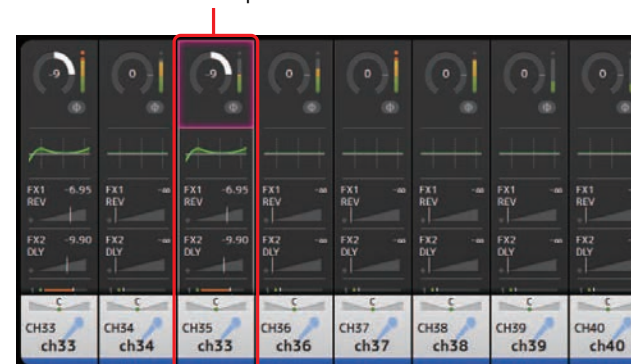 -9 0 -9 0 0 0 0 0
FX1 -6.95 FX1 -∞ FX1 -6.95 FX1 -∞ FX1 -∞ FX1 -∞ FX1 -∞ FX1
REV REV REV REV REV REV REV REV
FX2 -9.90 FX2 -∞ FX2 -9.90 FX2 -∞ FX2 -∞ FX2 -∞ FX2 -∞ FX2
DLY DLY DLY DLY DLY DLY DLY DLY
C C C C C C C C
CH33 CH34 CH35 CH36 CH37 CH38 CH39 CH40
ch33 ch34 ch33 ch36 ch37 ch38 ch39 ch40